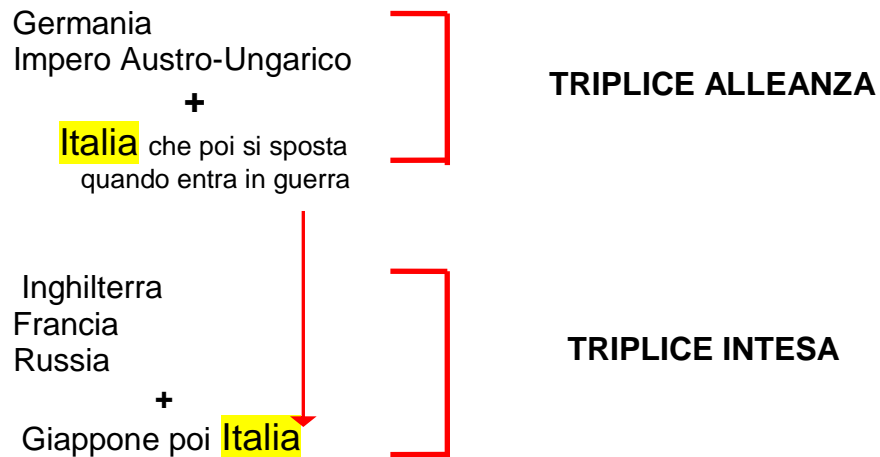 Germania
Impero Austro-Ungarico
+
Italia che poi si sposta
quando entra in guerra
TRIPLICE ALLEANZA
Inghilterra
Francia
Russia
+
Giappone poi Italia
TRIPLICE INTESA